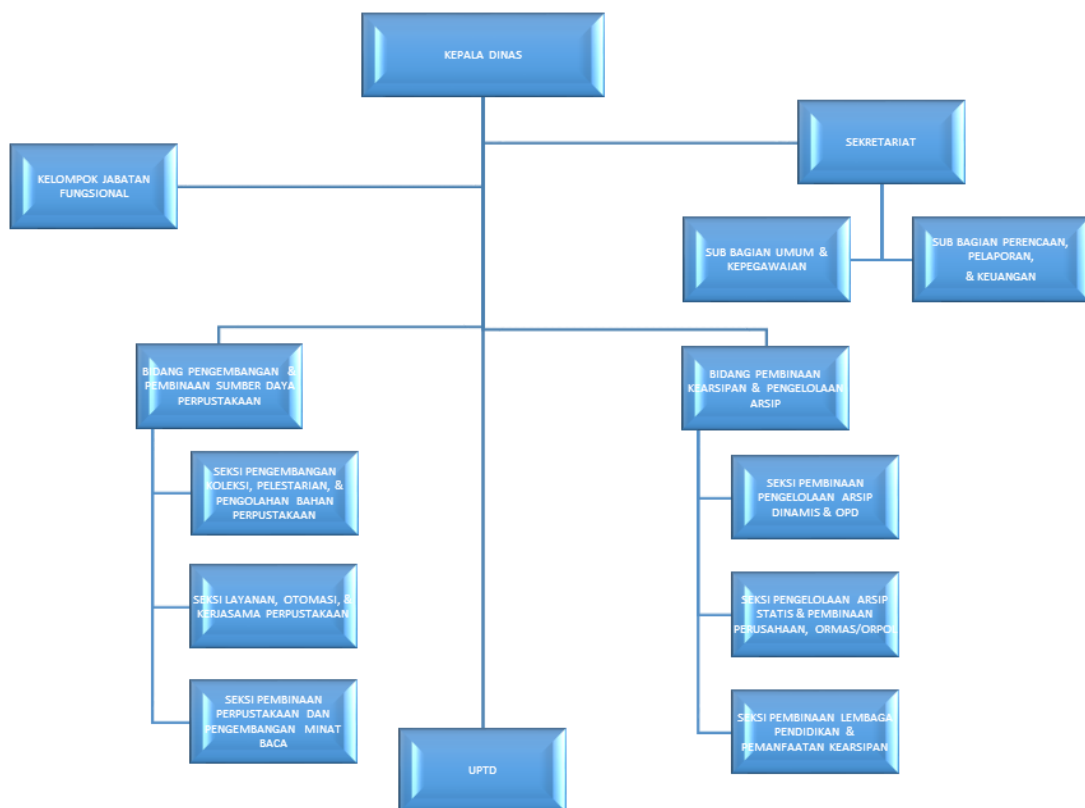 KEPALA DINAS
SEKRETARIAT
KELOMPOK JABATAN
FUNGSIONAL
SUB BAGIAN UMUM &
KEPEGAWAIAN
SUB BAGIAN PERENCAAN,
PELAPORAN,
& KEUANGAN
BIDANG PENGEMBANGAN &
PEMBINAAN SUMBER DAYA
PERPUSTAKAAN
BIDANG PEMBINAAN
KEARSIPAN & PENGELOLAAN
ARSIP
SEKSI PENGEMBANGAN
KOLEKSI, PELESTARIAN, &
PENGOLAHAN BAHAN
PERPUSTAKAAN
SEKSI PEMBINAAN
PENGELOLAAN ARSIP
DINAMIS & OPD
SEKSI LAYANAN, OTOMASI, &
KERJASAMA PERPUSTAKAAN
SEKSI PENGELOLAAN ARSIP
STATIS & PEMBINAAN
PERUSAHAAN, ORMAS/ORPOL
SEKSI PEMBINAAN
PERPUSTAKAAN DAN
PENGEMBANGAN MINAT
BACA
SEKSI PEMBINAAN LEMBAGA
PENDIDIKAN &
PEMANFAATAN KEARSIPAN
UPTD